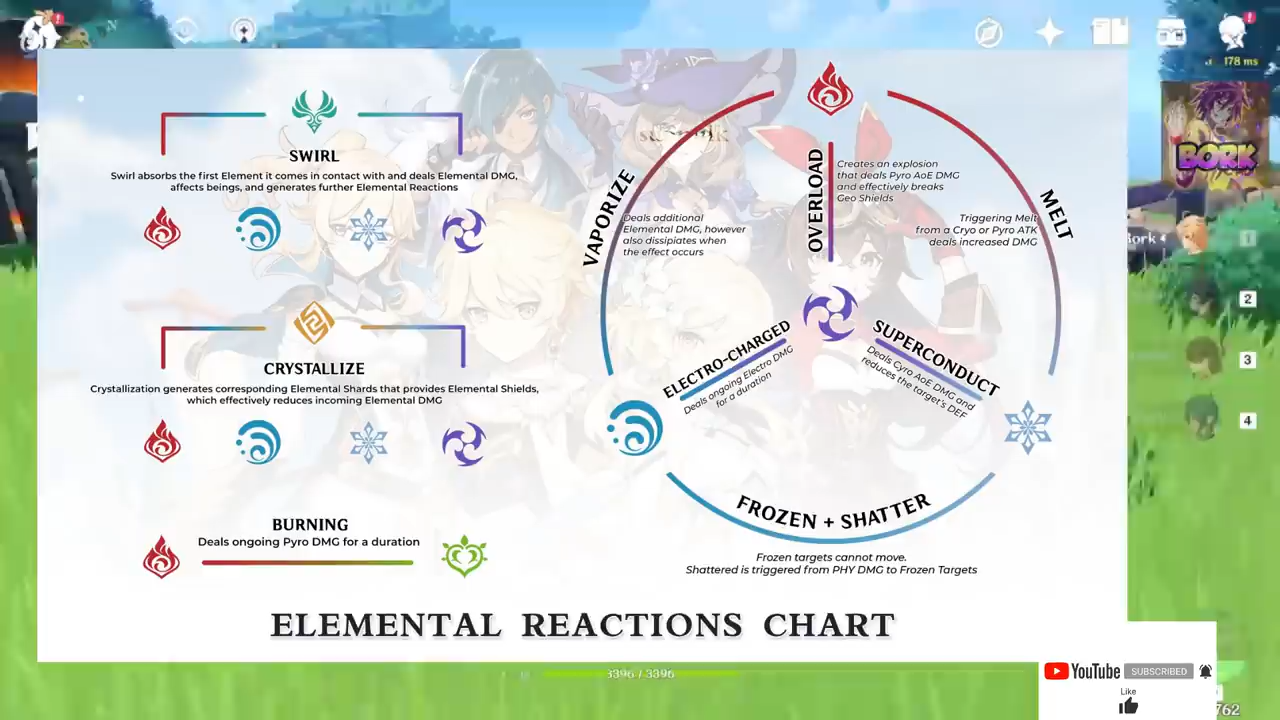 178 ms
BORK
SWIRL
Swirl absorbs the first Element it comes in contact with and deals Elemental DMG,
affects beings, and generates further Elemental Reactions
CRYSTALLIZE
Crystallization generates corresponding Elemental Shards that provides Elemental Shields,
which effectively reduces incoming Elemental DMG
BURNING
Deals ongoing Pyro DMG for a duration
VAPORIZE
Deals additional
Elemental DMG, however
also dissipiates when
the effect occurs
OVERLOAD
Creates an explosion
that deals Pyro AoE DMG
and effectively breaks
Geo Shields
MELT
Triggering Melt
from a Cryo or Pyro ATK
deals increased DMG
ELECTRO-CHARGED
Deals ongoing Electro DMG
for a duration
SUPERCONDUCT
Deals Cyro AoE DMG and
reduces the target's DEF
FROZEN + SHATTER
Frozen targets cannot move.
Shattered is triggered from PHY DMG to Frozen Targets
ELEMENTAL REACTIONS CHART
Bork
1
2
3
4
3396 / 3396
YouTube SUBSCRIBED
Like
762